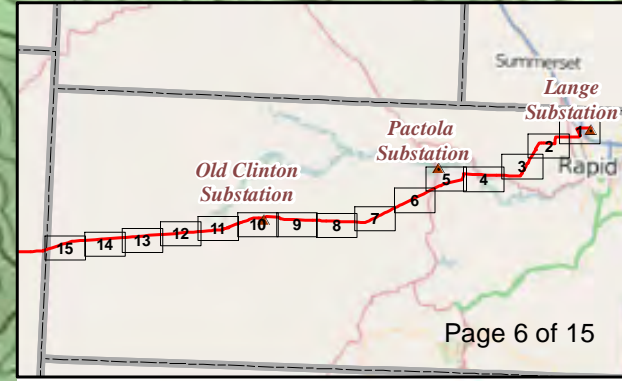 Summerset
Lange
Substation
Pactola
Substation
Rapid
Old Clinton
Substation
1
2
3
4
5
6
7
8
9
10
11
12
13
14
15
Page 6 of 15